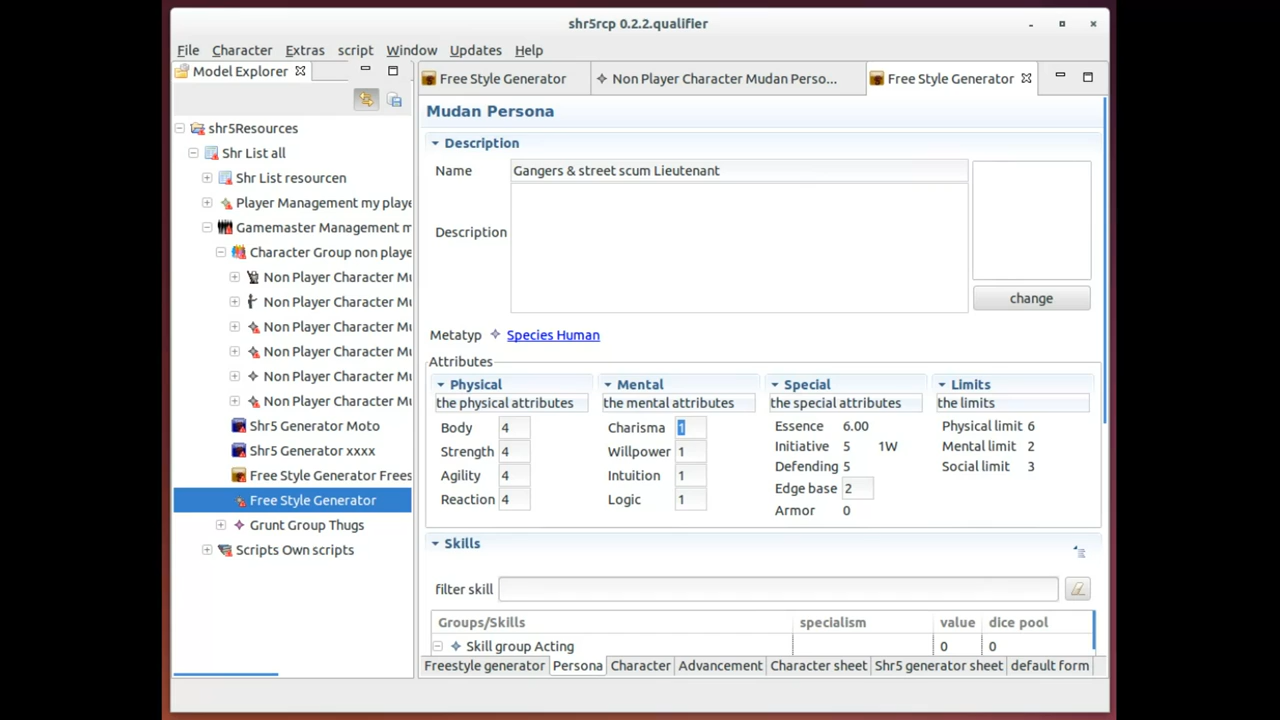 shr5rcp 0.2.2.qualifier
File Character Extras script Window Updates Help
Model Explorer
Free Style Generator
Non Player Character Mudan Perso...
Free Style Generator
shr5Resources
Shr List all
Shr List resourcen
Player Management my playe
Gamemaster Management m
Character Group non playe
Non Player Character Mu
Non Player Character Mu
Non Player Character Mu
Non Player Character Mu
Non Player Character Mu
Non Player Character Mu
Shr5 Generator Moto
Shr5 Generator xxxx
Free Style Generator Frees
Free Style Generator
Grunt Group Thugs
Scripts Own scripts
Mudan Persona
Description
Name Gangers & street scum Lieutenant
Description
change
Metatyp Species Human
Attributes
Physical
the physical attributes
Body 4
Strength 4
Agility 4
Reaction 4
Mental
the mental attributes
Charisma 1
Willpower 1
Intuition 1
Logic 1
Special
the special attributes
Essence 6.00
Initiative 5 1W
Defending 5
Edge base 2
Armor 0
Limits
the limits
Physical limit 6
Mental limit 2
Social limit 3
Skills
filter skill
Groups/Skills specialism value dice pool
Skill group Acting 0 0
Freestyle generator Persona Character Advancement Character sheet Shr5 generator sheet default form